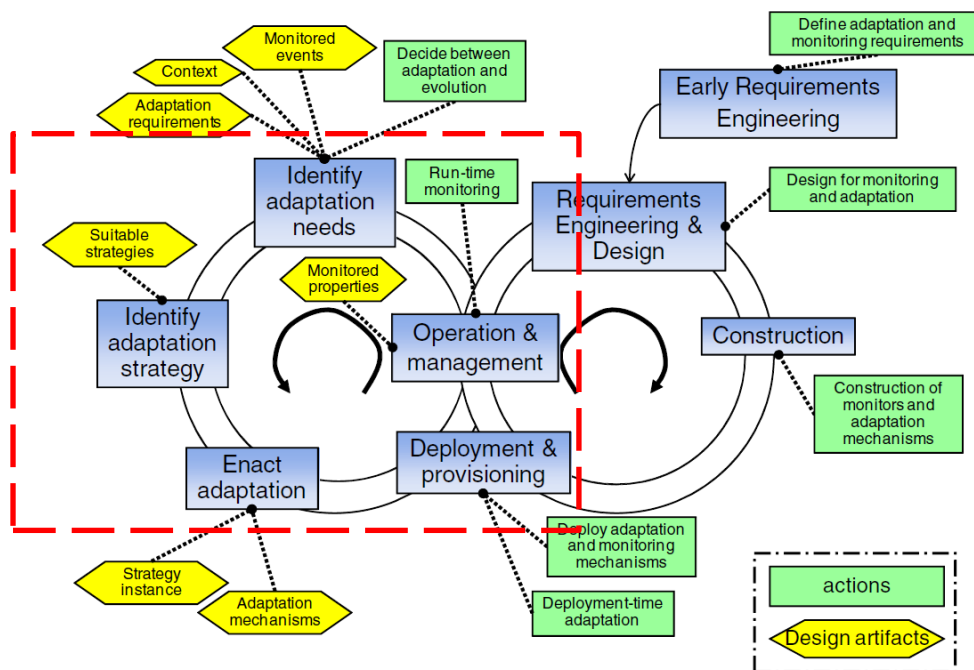 Monitored
events
Context
Adaptation
requirements
Decide between
adaptation and
evolution
Define adaptation and
monitoring requirements
Early Requirements
Engineering
Identify
adaptation
needs
Run-time
monitoring
Requirements
Engineering &
Design
Design for monitoring
and adaptation
Suitable
strategies
Monitored
properties
Identify
adaptation
strategy
Operation &
management
Construction
Construction of
monitors and
adaptation
mechanisms
Enact
adaptation
Deployment &
provisioning
Deploy adaptation
and monitoring
mechanisms
Strategy
instance
Adaptation
mechanisms
Deployment-time
adaptation
actions
Design artifacts